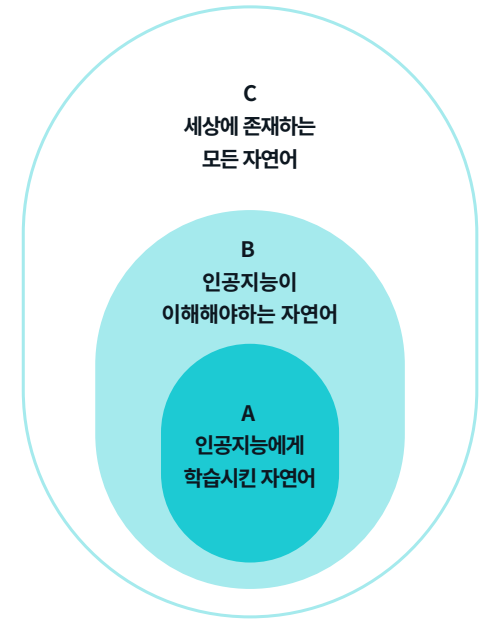 C
세상에 존재하는
모든 자연어
B
인공지능이
이해해야하는 자연어
A
인공지능에게
학습시킨 자연어